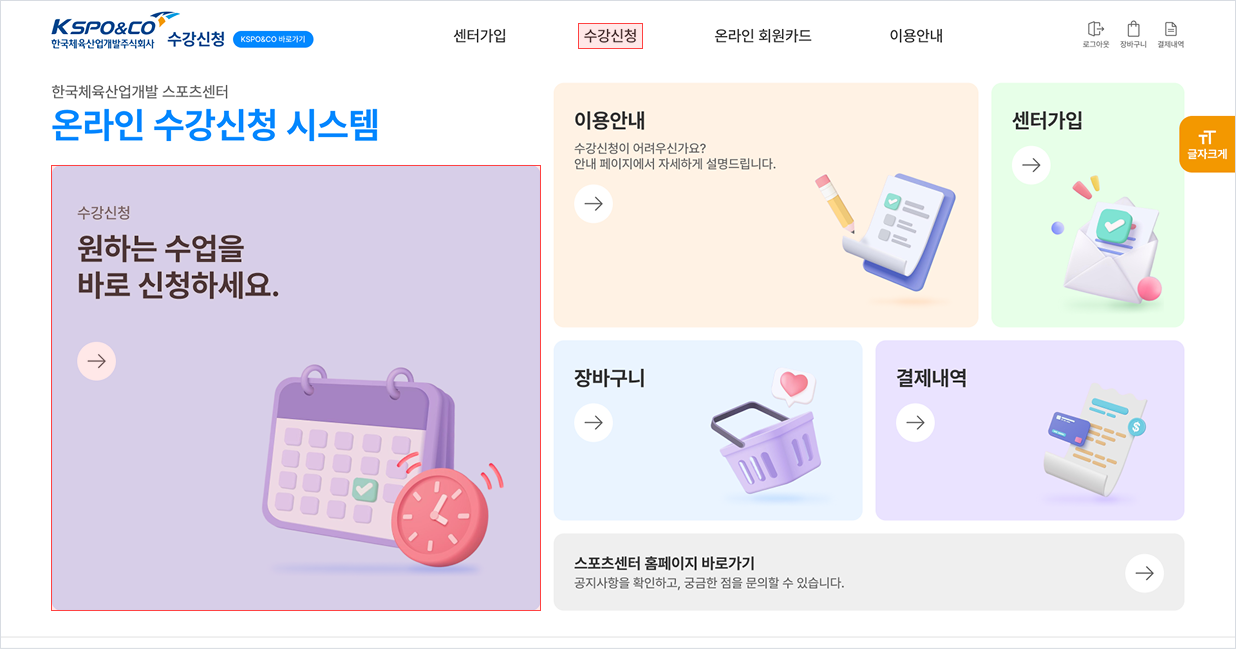 KSPO&CO
한국체육산업개발주식회사
수강신청
KSPO&CO 바로가기
센터가입
수강신청
온라인 회원카드
이용안내
로그아웃
장바구니
결제내역
한국체육산업개발 스포츠센터
온라인 수강신청 시스템
수강신청
원하는 수업을
바로 신청하세요.
이용안내
수강신청이 어려우신가요?
안내 페이지에서 자세하게 설명드립니다.
센터가입
TT
글자크게
장바구니
결제내역
$
스포츠센터 홈페이지 바로가기
공지사항을 확인하고, 궁금한 점을 문의할 수 있습니다.